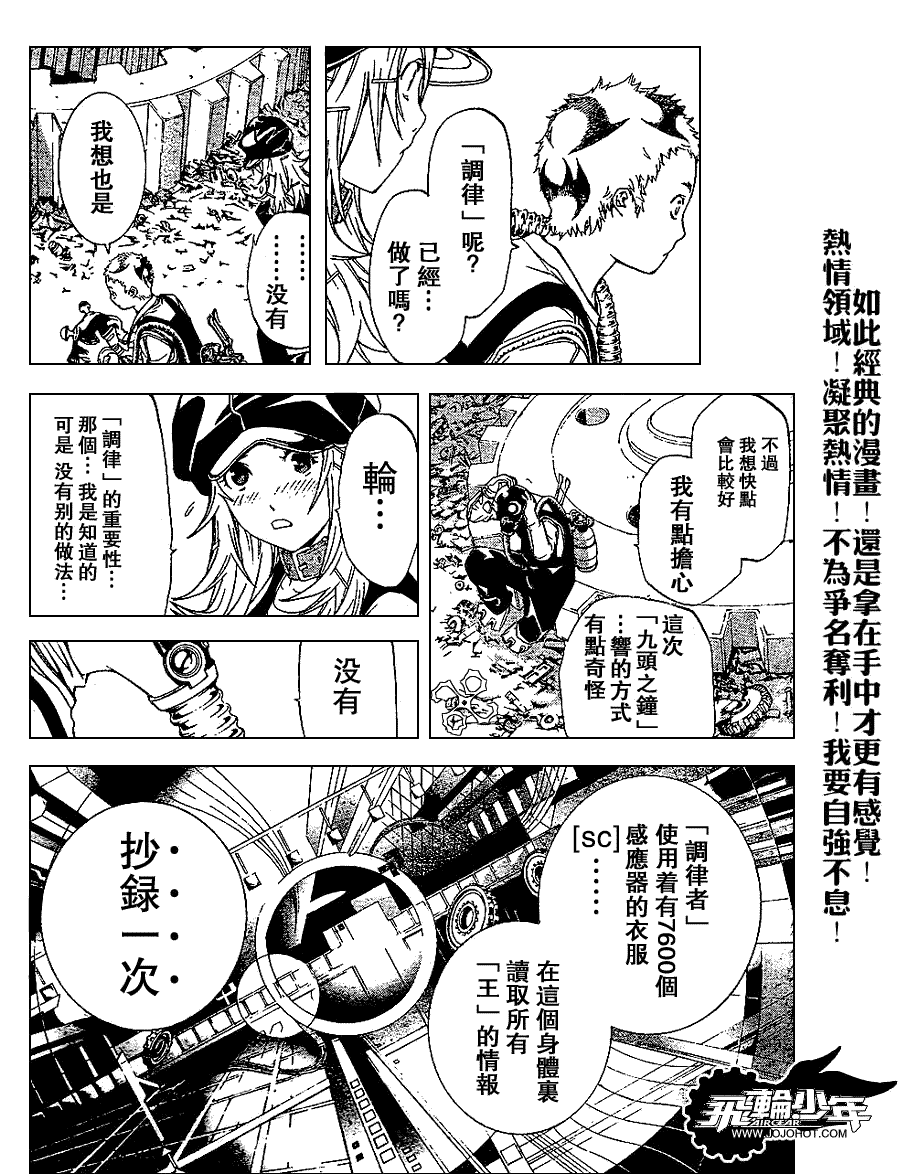 「調律」呢？
已經…
做了嗎？
我想也是
……
……没有
不過
我想快點
會比較好
我有點擔心
這次
「九頭之鐘」
…響的方式
有點奇怪
輪…
「調律」的重要性…
那個…我是知道的
可是 没有别的做法…
没有
「調律者」
使用着有7600個
感應器的衣服
[SC]……
在這個身體裏
讀取所有
「王」的情報
抄録一次
如此經典的漫畫！還是拿在手中才更有感覺！
熱情領域！凝聚熱情！不為爭名奪利！我要自強不息！
飛輪少年
AIRGEAR
WWW.JOJOHOT.COM